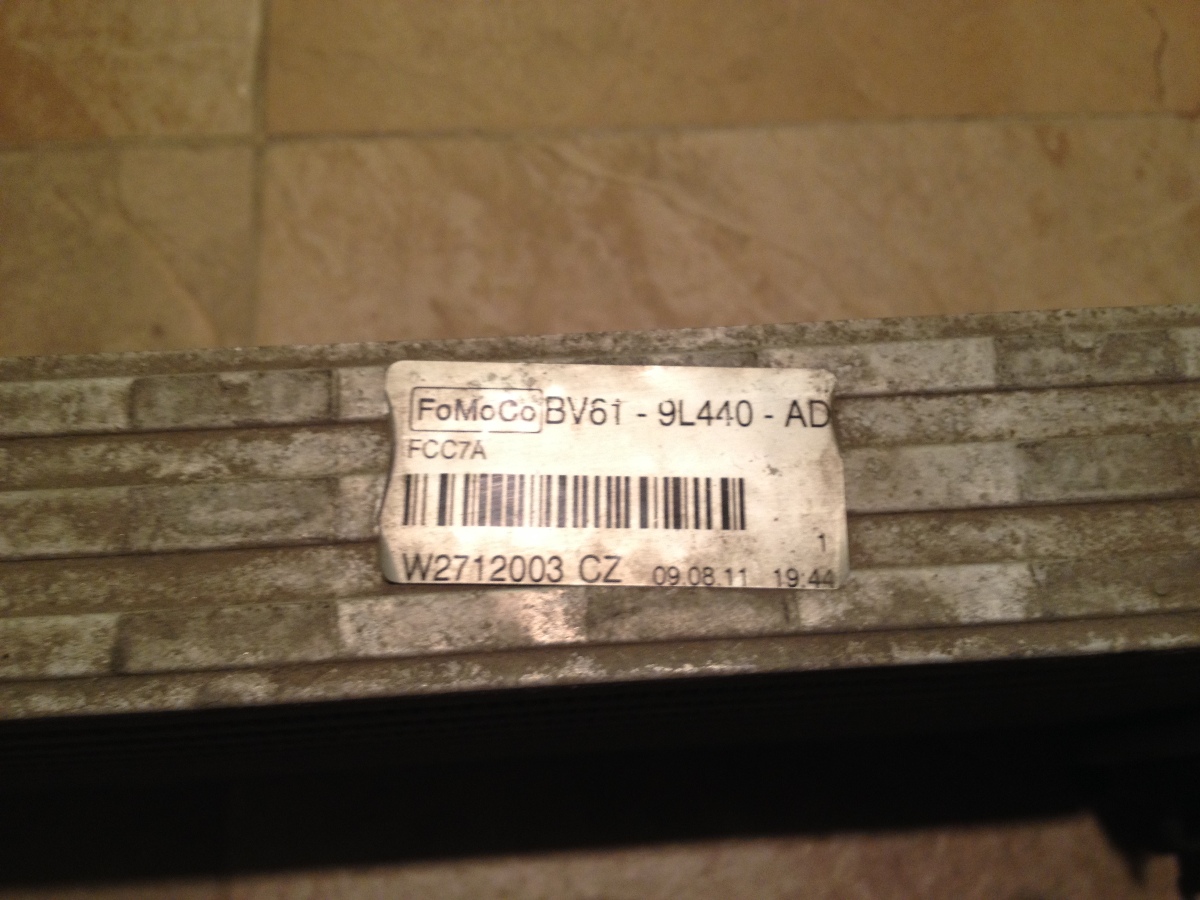 FoMoCo BV61 - 9L440 - AD
FCC7A
1
W2712003 CZ 09.08.11 19:44